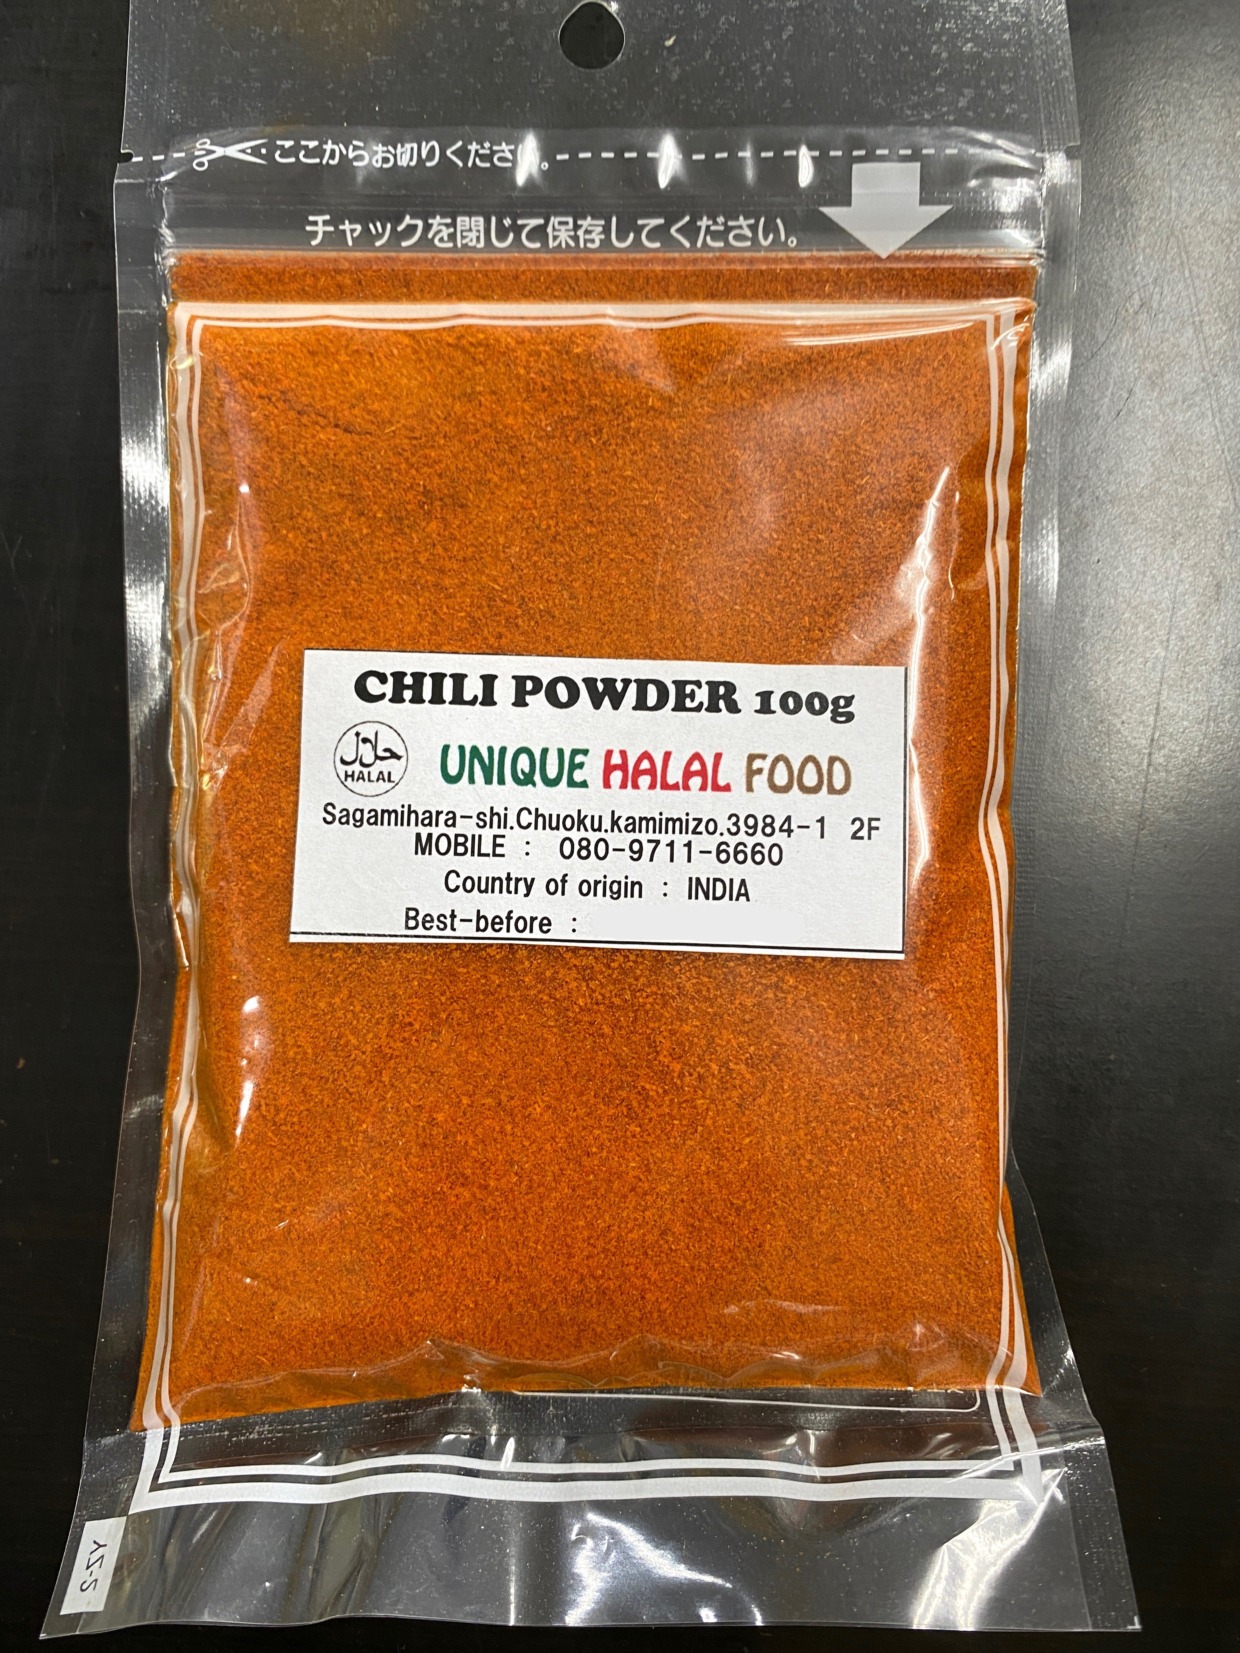 ここからお切りください。
チャックを閉じて保存してください。
CHILI POWDER 100g
حلال
HALAL
UNIQUE HALAL FOOD
Sagamihara-shi.Chuoku.kamimizo.3984-1 2F
MOBILE : 080-9711-6660
Country of origin : INDIA
Best-before :
YZ-2